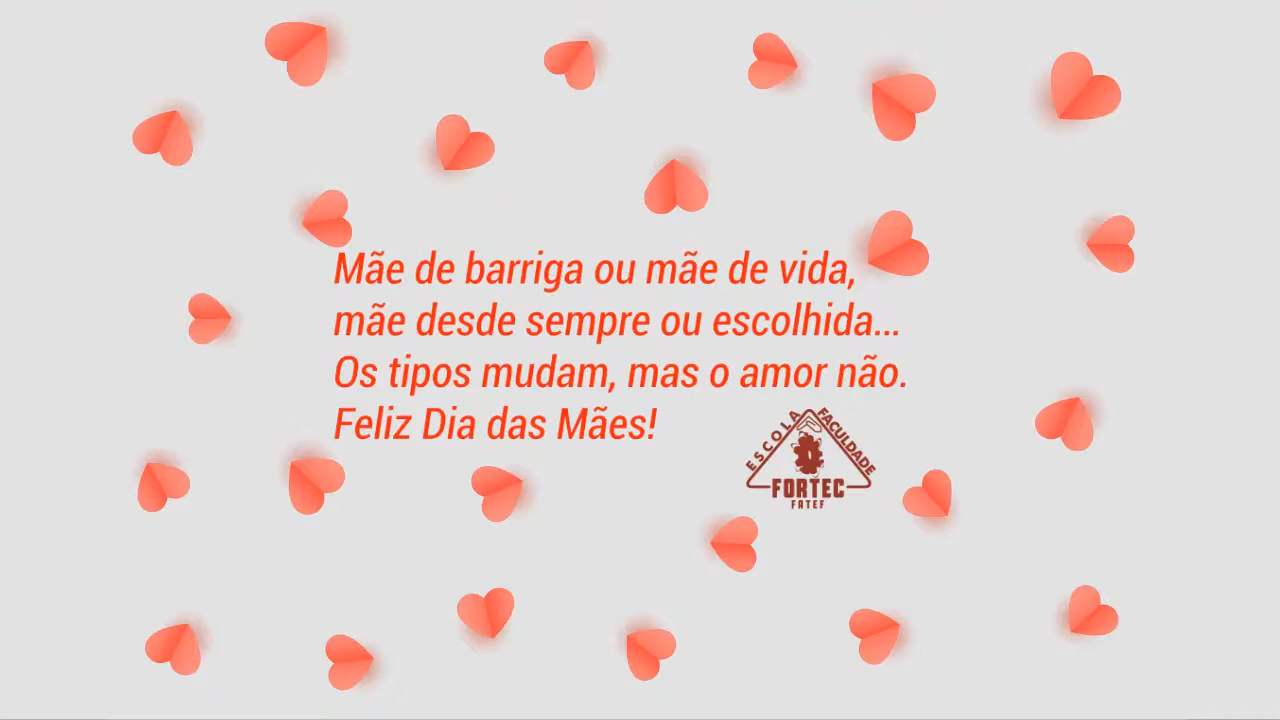 Mãe de barriga ou mãe de vida,
mãe desde sempre ou escolhida...
Os tipos mudam, mas o amor não.
Feliz Dia das Mães!
ESCOLA FACULDADE
FORTEC
FATEF